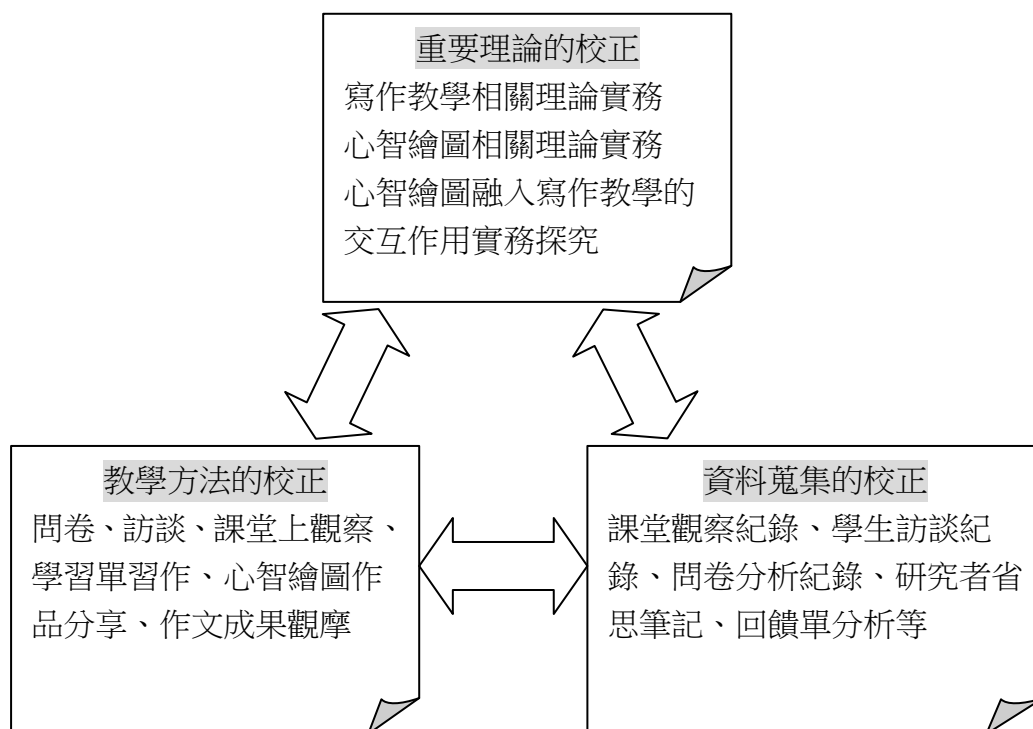 重要理論的校正
寫作教學相關理論實務
心智繪圖相關理論實務
心智繪圖融入寫作教學的
交互作用實務探究
教學方法的校正
問卷、訪談、課堂上觀察、
學習單習作、心智繪圖作
品分享、作文成果觀摩
資料蒐集的校正
課堂觀察紀錄、學生訪談紀
錄、問卷分析紀錄、研究者省
思筆記、回饋單分析等